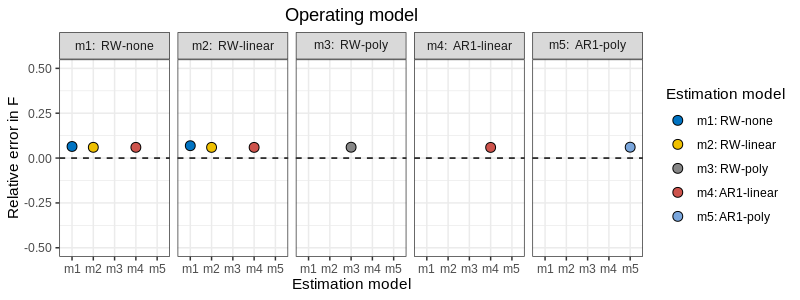 Operating model
m1: RW-none
m2: RW-linear
m3: RW-poly
m4: AR1-linear
m5: AR1-poly
Relative error in F
0.50
0.25
0.00
-0.25
-0.50
m1 m2 m3 m4 m5
m1 m2 m3 m4 m5
m1 m2 m3 m4 m5
m1 m2 m3 m4 m5
m1 m2 m3 m4 m5
Estimation model
Estimation model
m1: RW-none
m2: RW-linear
m3: RW-poly
m4: AR1-linear
m5: AR1-poly